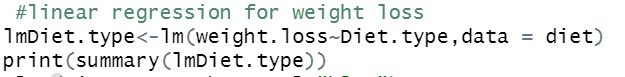 #linear regression for weight loss
lmDiet.type<-lm(weight.loss~Diet.type,data = diet)
print(summary(lmDiet.type))